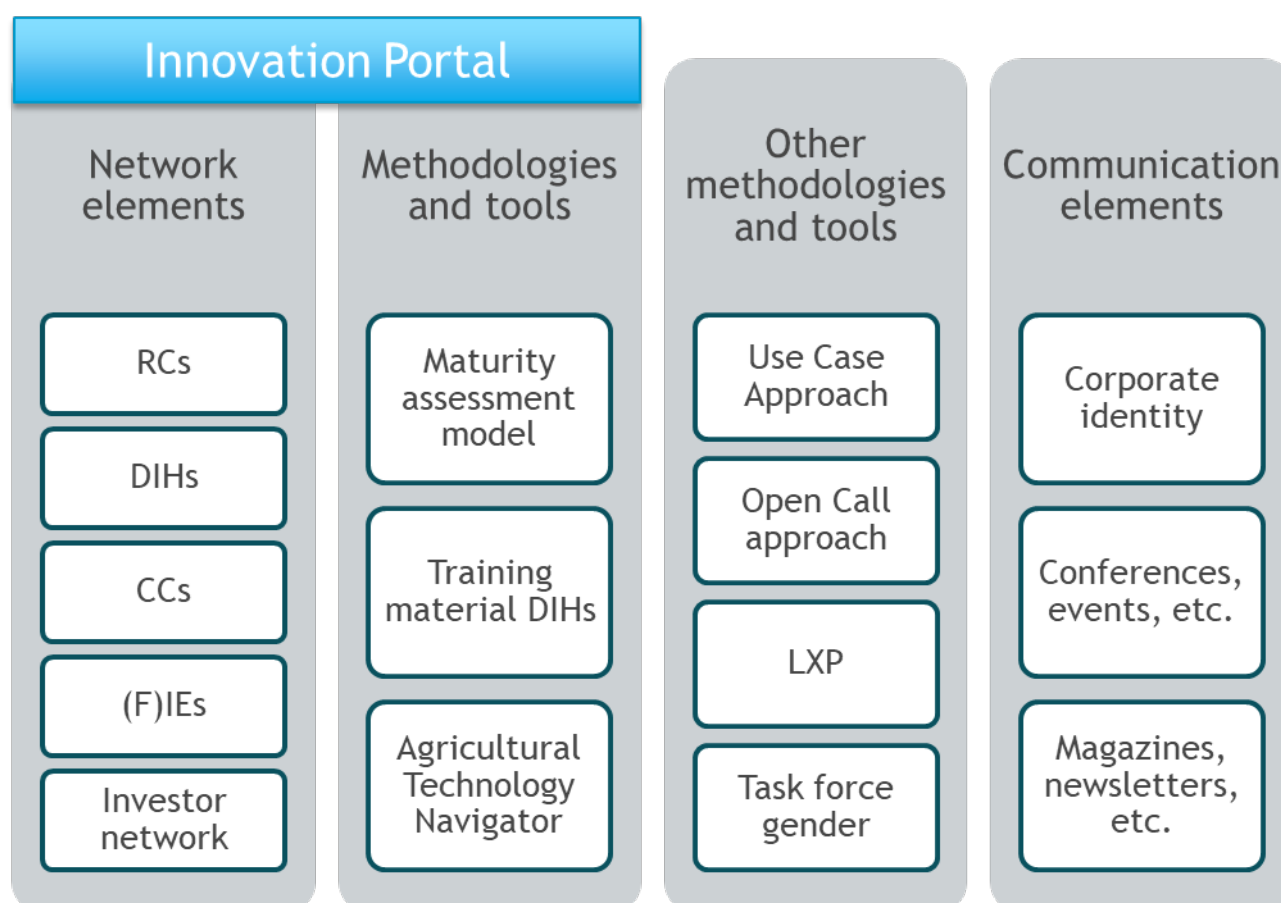 Innovation Portal
Network
elements
RCs
DIHs
CCs
(F)IEs
Investor
network
Methodologies
and tools
Maturity
assessment
model
Training
material DIHs
Agricultural
Technology
Navigator
Other
methodologies
and tools
Use Case
Approach
Open Call
approach
LXP
Task force
gender
Communication
elements
Corporate
identity
Conferences,
events, etc.
Magazines,
newsletters,
etc.